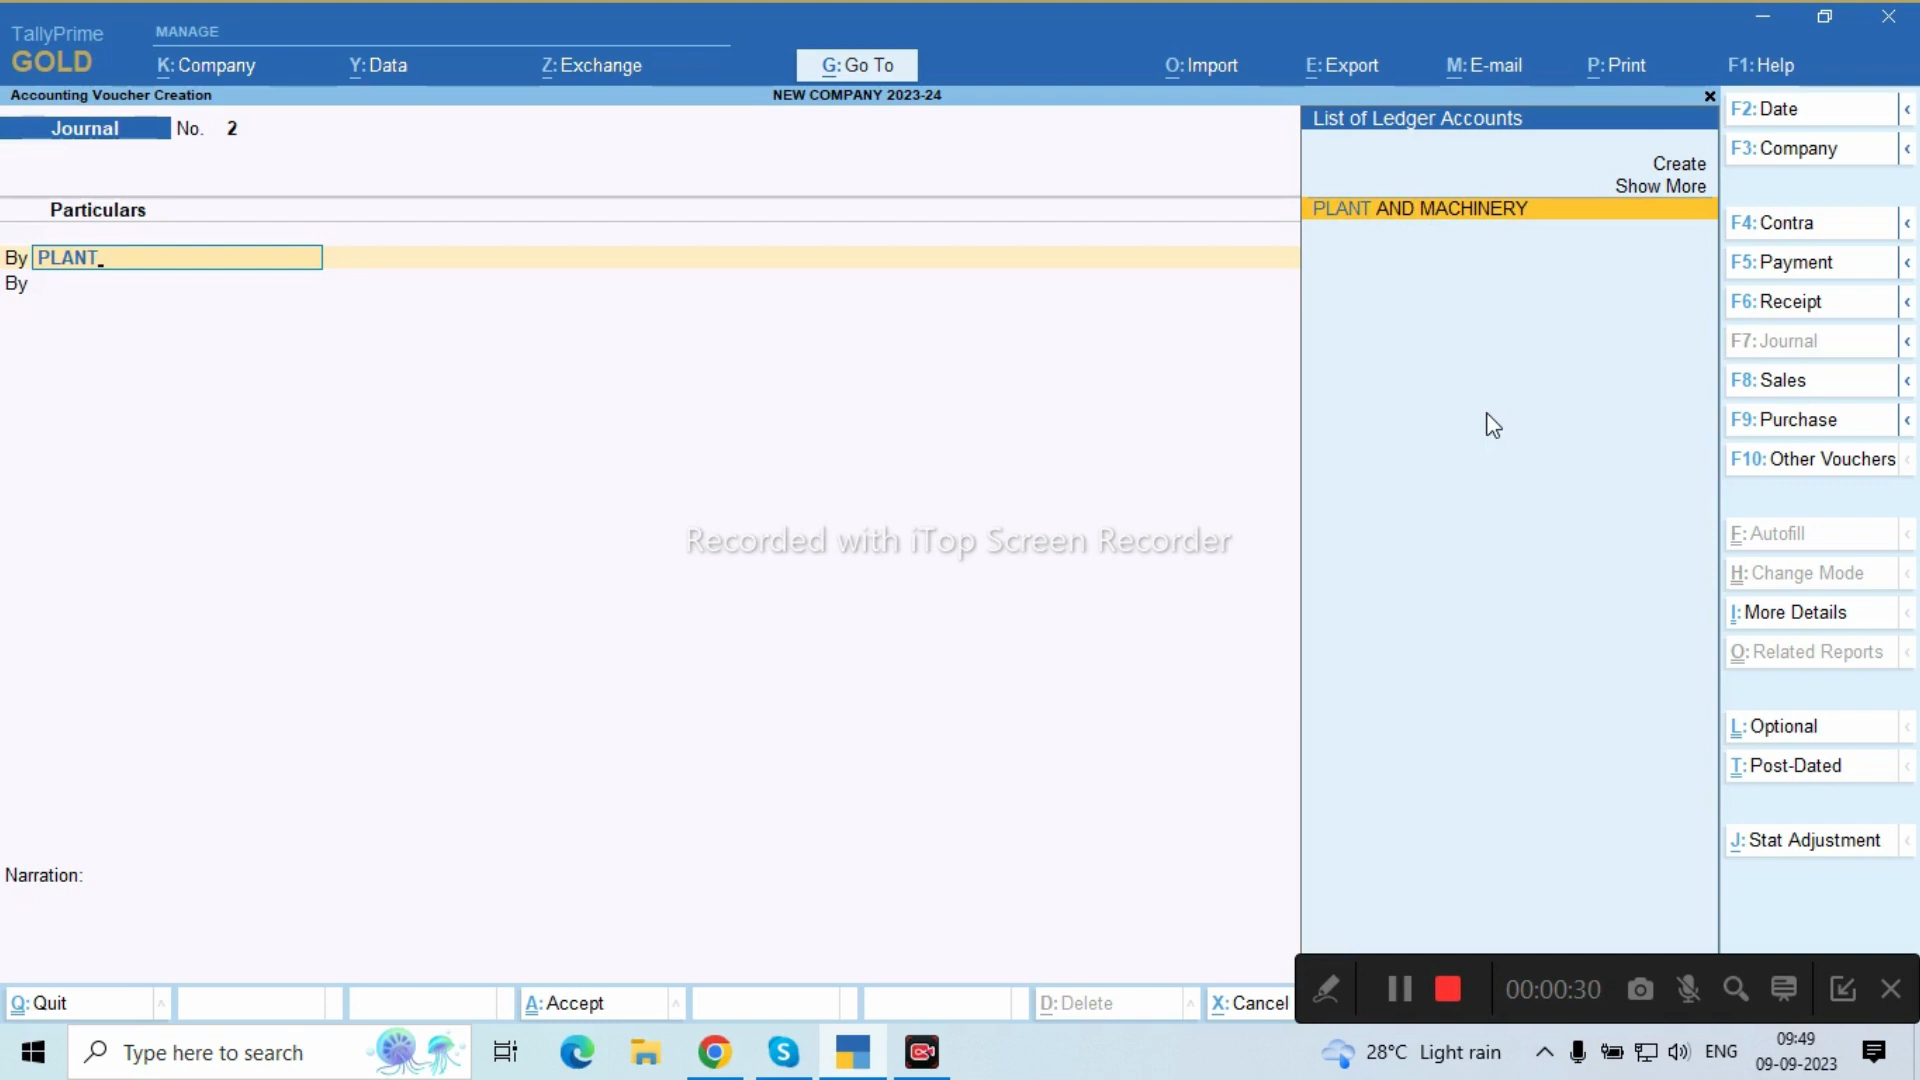 TallyPrime
GOLD
MANAGE
K: Company
Y: Data
Z: Exchange
G: Go To
O: Import
E: Export
M: E-mail
P: Print
F1: Help
Accounting Voucher Creation
NEW COMPANY 2023-24
Journal No. 2
Particulars
By PLANT
By
Narration:
List of Ledger Accounts
Create
Show More
PLANT AND MACHINERY
F2: Date
F3: Company
F4: Contra
F5: Payment
F6: Receipt
F7: Journal
F8: Sales
F9: Purchase
F10: Other Vouchers
F: Autofill
H: Change Mode
I: More Details
O: Related Reports
L: Optional
T: Post-Dated
J: Stat Adjustment
Recorded with iTop Screen Recorder
Q: Quit
A: Accept
D: Delete
X: Cancel
00:00:30
Type here to search
28°C Light rain
ENG
09:49
09-09-2023